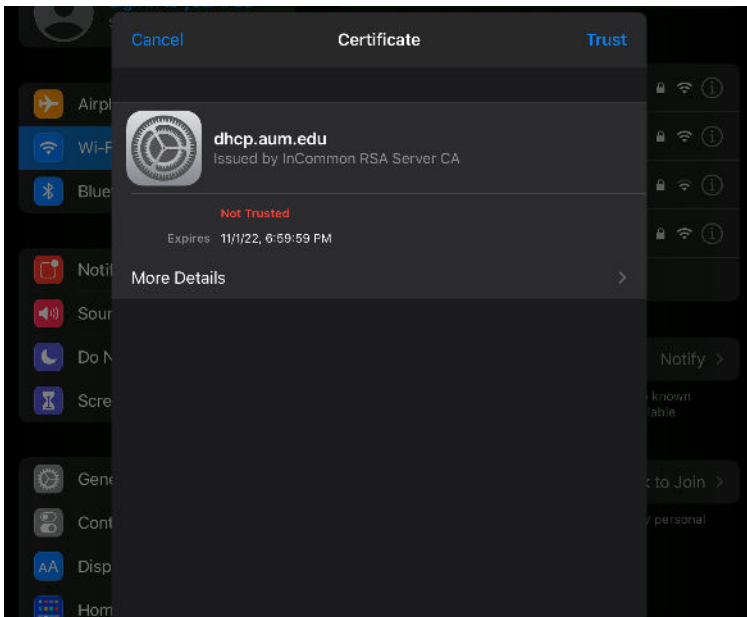 Cancel
Certificate
Trust
dhcp.aum.edu
Issued by InCommon RSA Server CA
Not Trusted
Expires 11/1/22, 6:59:59 PM
More Details
Airpl
Wi-F
Blue
Notif
Soun
Do N
Scre
Gene
Cont
AA Disp
Hom
Notify
known
lable
k to Join
y personal